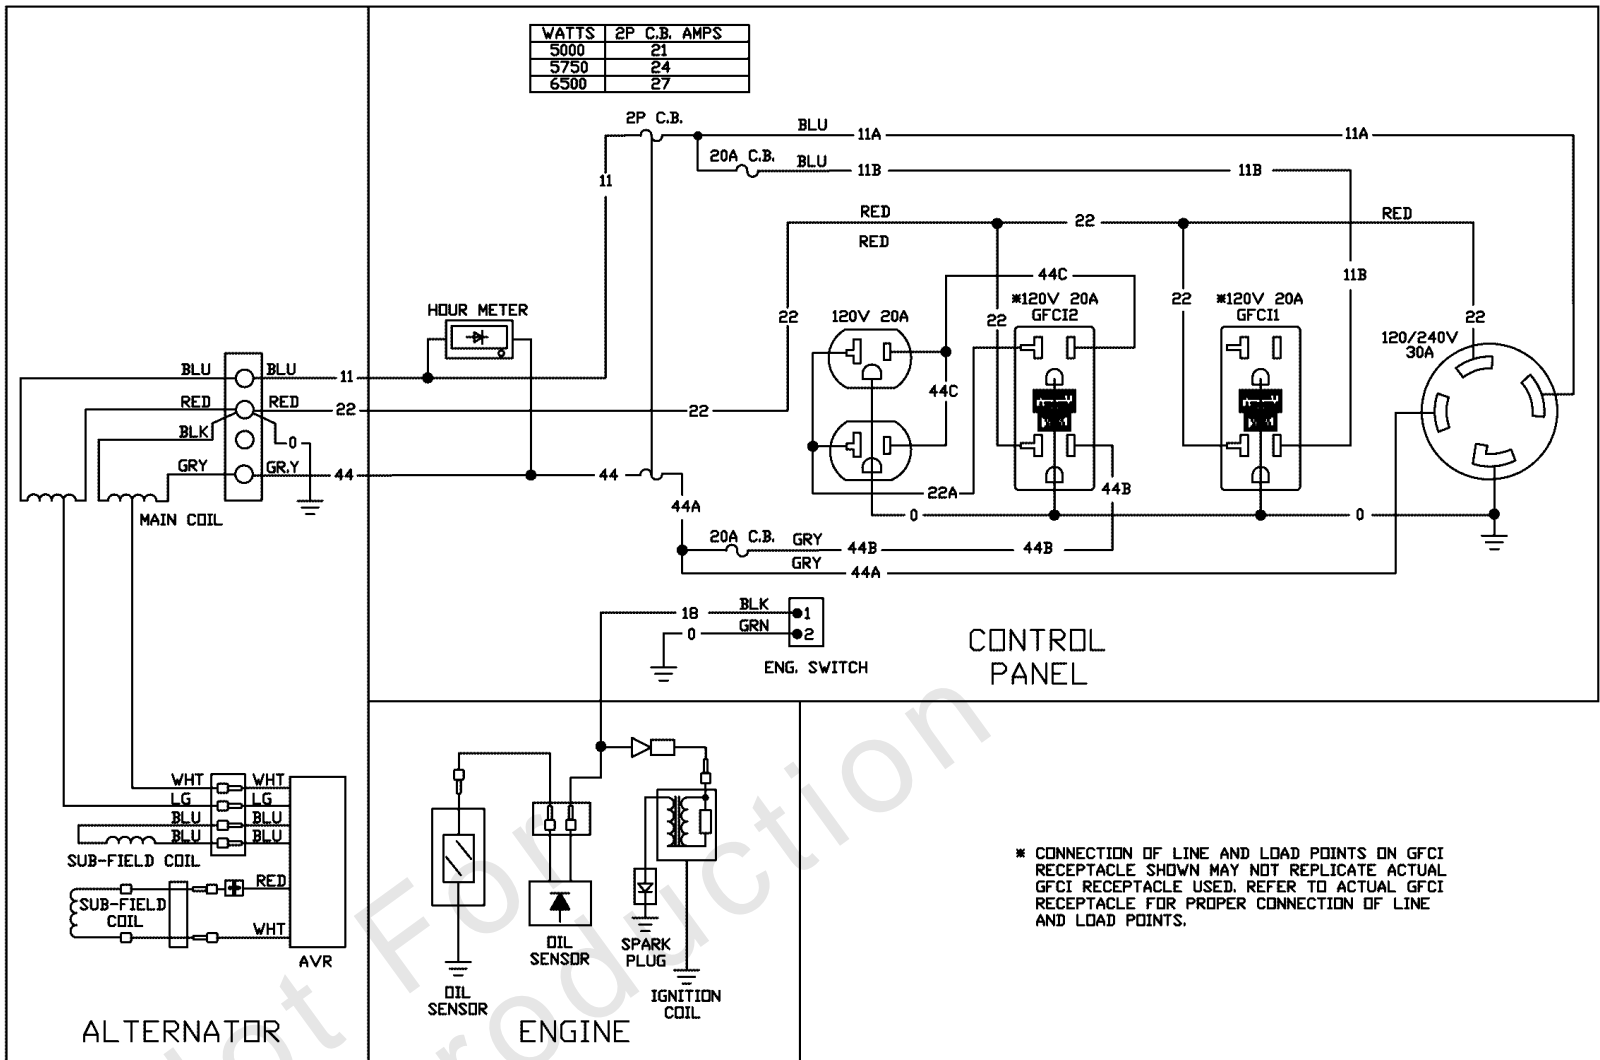 WATTS 2P C.B. AMPS
5000 21
5750 24
6500 27
2P C.B.
BLU 11A 11A
20A C.B. BLU 11B 11B
11
RED 22 RED
RED
44C 11B
HOUR METER
22
120V 20A
22
*120V 20A
GFCI2
22
*120V 20A
GFCI1
22
120/240V
30A
BLU BLU 11
44C
RED RED 22 22
BLK 0
GRY GR.Y 44 44
22A 44B
44A
0 0
MAIN COIL
20A C.B. GRY 44B 44B
GRY 44A
18 BLK 1
0 GRN 2
ENG. SWITCH
CONTROL
PANEL
WHT WHT
LG LG
BLU BLU
BLU BLU
SUB-FIELD COIL
RED
SUB-FIELD
COIL
WHT
AVR
OIL
SENSOR
SPARK
PLUG
OIL
SENSOR
IGNITION
COIL
ALTERNATOR
ENGINE
* CONNECTION OF LINE AND LOAD POINTS ON GFCI
RECEPTACLE SHOWN MAY NOT REPLICATE ACTUAL
GFCI RECEPTACLE USED. REFER TO ACTUAL GFCI
RECEPTACLE FOR PROPER CONNECTION OF LINE
AND LOAD POINTS.
Not For
Production